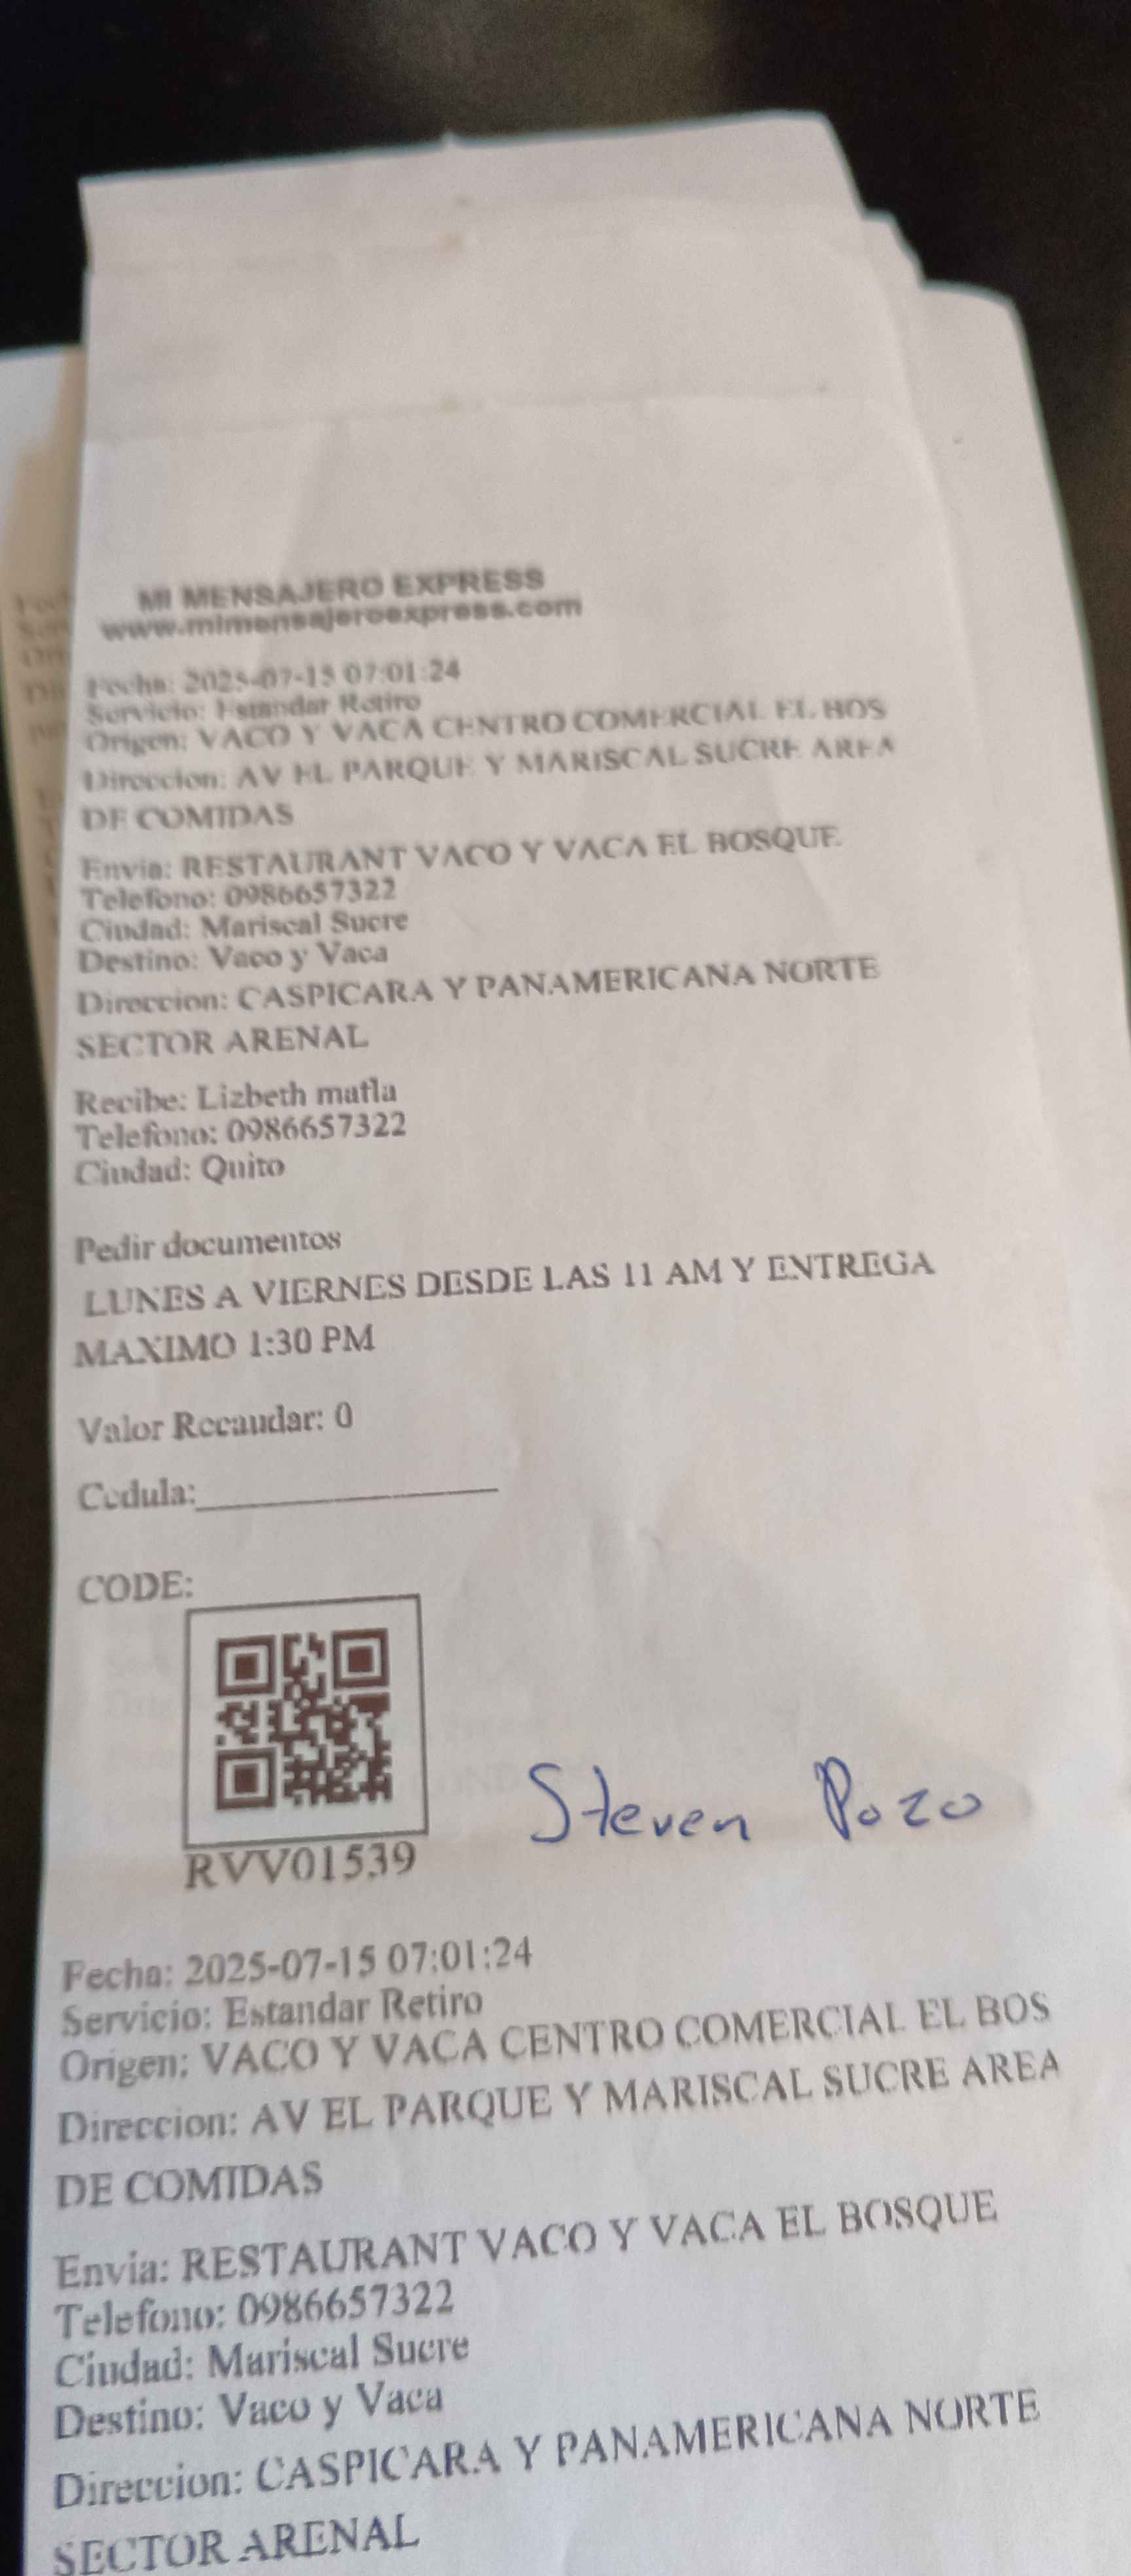 MI MENSAJERO EXPRESS
www.mimensajeroexpress.com
Fecha: 2025-07-15 07:01:24
Servicio: Estandar Retiro
Origen: VACO Y VACA CENTRO COMERCIAL EL BOS
Direccion: AV EL PARQUE Y MARISCAL SUCRE AREA
DE COMIDAS
Envia: RESTAURANT VACO Y VACA EL BOSQUE
Telefono: 0986657322
Ciudad: Mariscal Sucre
Destino: Vaco y Vaca
Direccion: CASPICARA Y PANAMERICANA NORTE
SECTOR ARENAL
Recibe: Lizbeth matla
Telefono: 0986657322
Ciudad: Quito
Pedir documentos
LUNES A VIERNES DESDE LAS 11 AM Y ENTREGA
MAXIMO 1:30 PM
Valor Recaudar: 0
Cedula:_______________
CODE:
RVV01539
Steven Pozo
Fecha: 2025-07-15 07:01:24
Servicio: Estandar Retiro
Origen: VACO Y VACA CENTRO COMERCIAL EL BOS
Direccion: AV EL PARQUE Y MARISCAL SUCRE AREA
DE COMIDAS
Envia: RESTAURANT VACO Y VACA EL BOSQUE
Telefono: 0986657322
Ciudad: Mariscal Sucre
Destino: Vaco y Vaca
Direccion: CASPICARA Y PANAMERICANA NORTE
SECTOR ARENAL